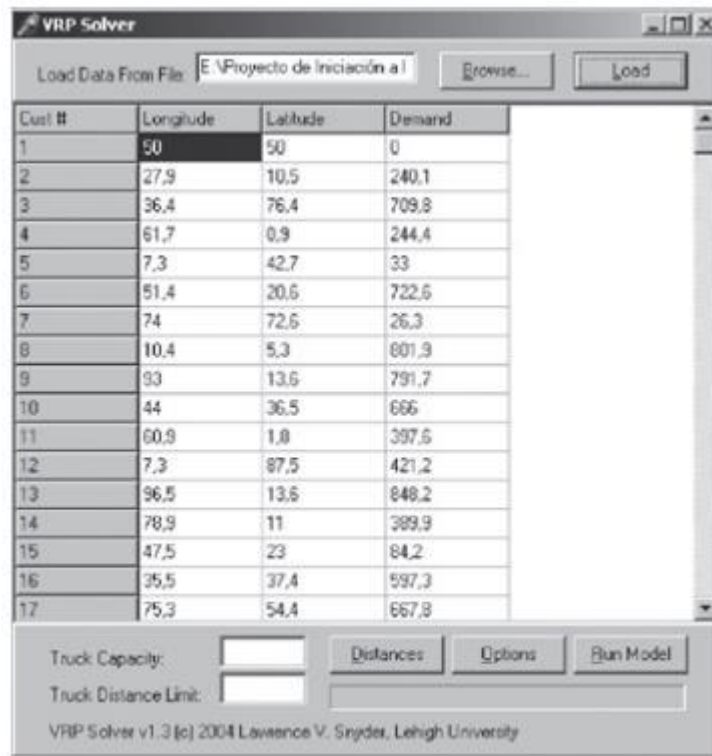 VRP Solver
Load Data From File: E:\Proyecto de Iniciación a l Browse... Load
Cust # Longitude Latitude Demand
1 50 50 0
2 27,9 10,5 240,1
3 36,4 76,4 709,8
4 61,7 0,9 244,4
5 7,3 42,7 33
6 51,4 20,6 722,6
7 74 72,6 26,3
8 10,4 5,3 801,9
9 93 13,6 791,7
10 44 36,5 666
11 60,9 1,8 397,6
12 7,3 87,5 421,2
13 96,5 13,6 848,2
14 78,9 11 389,9
15 47,5 23 84,2
16 35,5 37,4 597,3
17 75,3 54,4 667,8
Truck Capacity: Distances Options Run Model
Truck Distance Limit:
VRP Solver v1.3 (c) 2004 Lawrence V. Snyder, Lehigh University